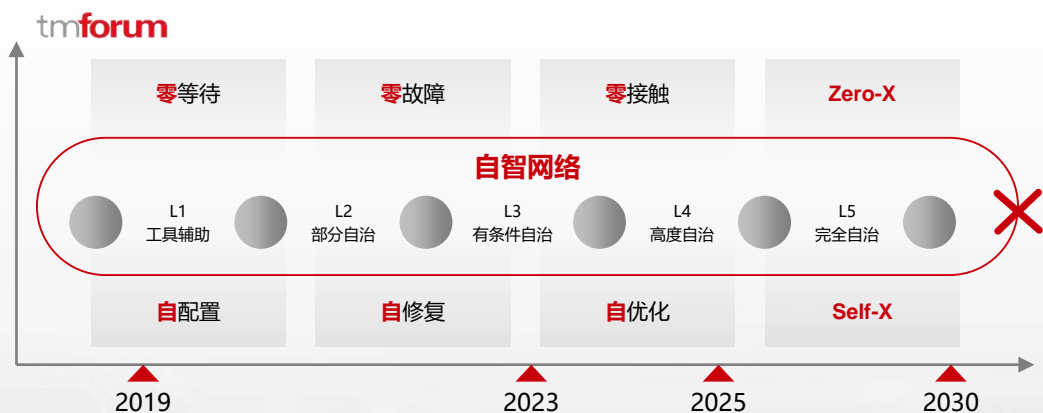 tmforum
零等待
零故障
零接触
Zero-X
自智网络
L1
工具辅助
L2
部分自治
L3
有条件自治
L4
高度自治
L5
完全自治
自配置
自修复
自优化
Self-X
2019
2023
2025
2030